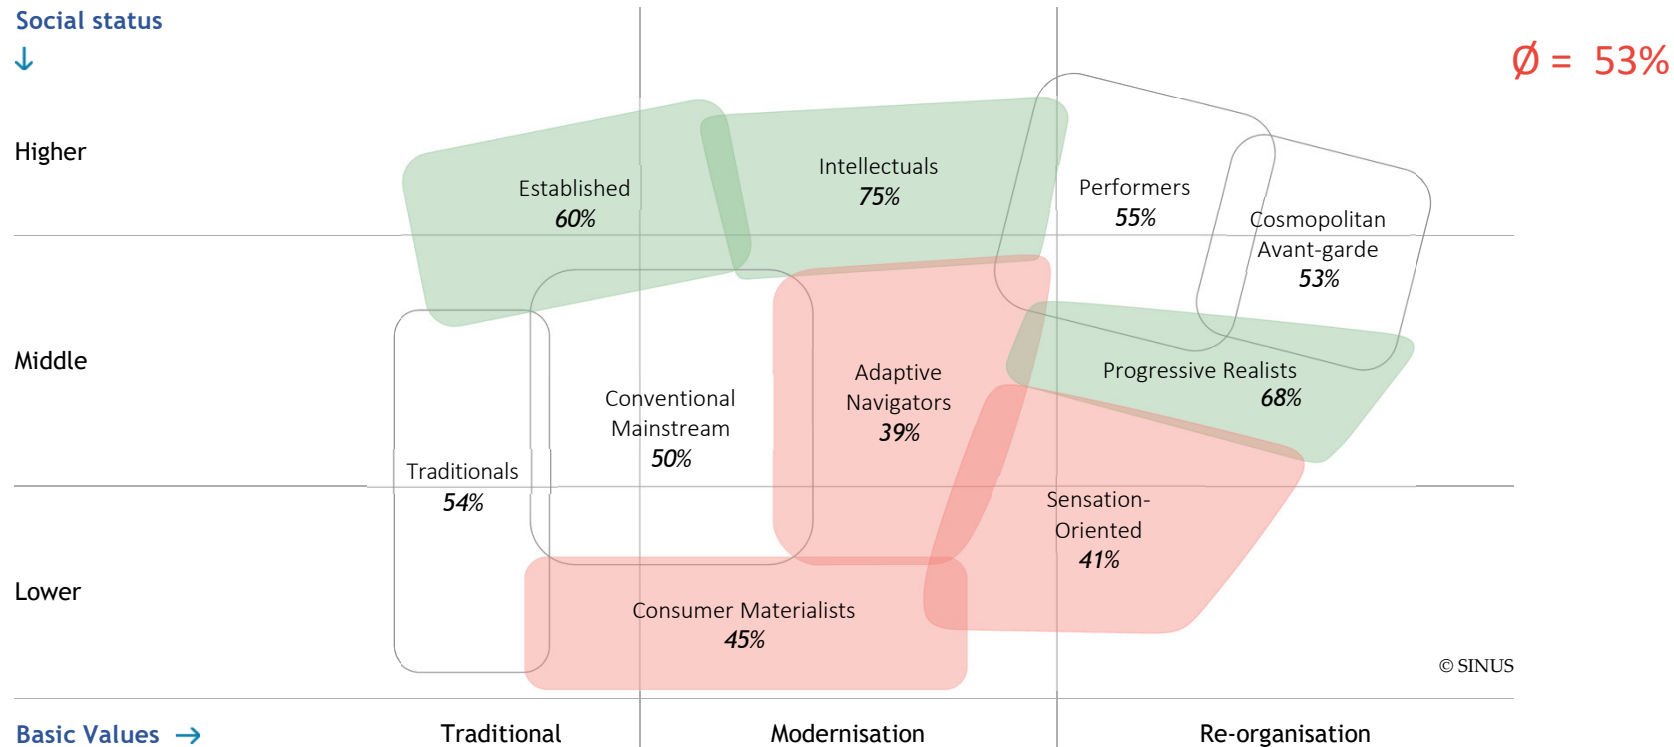 Social status
↓
Ø = 53%
Higher
Established
60%
Intellectuals
75%
Performers
55%
Cosmopolitan
Avant-garde
53%
Middle
Adaptive
Navigators
39%
Progressive Realists
68%
Conventional
Mainstream
50%
Traditionals
54%
Sensation-
Oriented
41%
Lower
Consumer Materialists
45%
© SINUS
Basic Values →
Traditional
Modernisation
Re-organisation